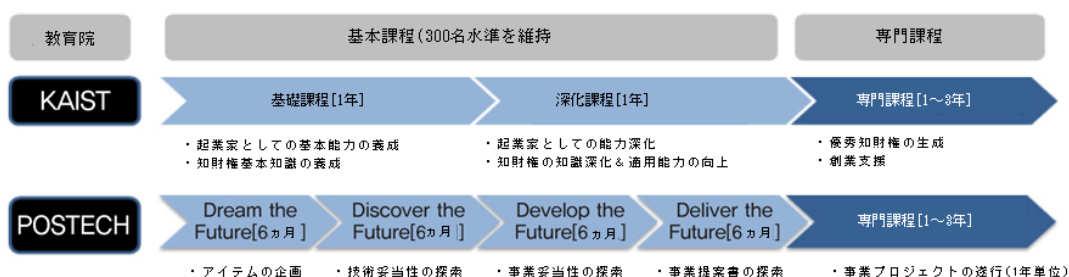 教育院
基本課程(300名水準を維持
専門課程
KAIST
基礎課程[1年]
深化課程[1年]
専門課程[1～3年]
・起業家としての基本能力の養成
・知財権基本知識の養成
・起業家としての能力深化
・知財権の知識深化&適用能力の向上
・優秀知財権の生成
・創業支援
POSTECH
Dream the
Future[6ヵ月]
Discover the
Future[6ヵ月]
Develop the
Future[6ヵ月]
Deliver the
Future[6ヵ月]
専門課程[1～3年]
・アイテムの企画
・技術妥当性の探索
・事業妥当性の探索
・事業提案書の探索
・事業プロジェクトの遂行(1年単位)